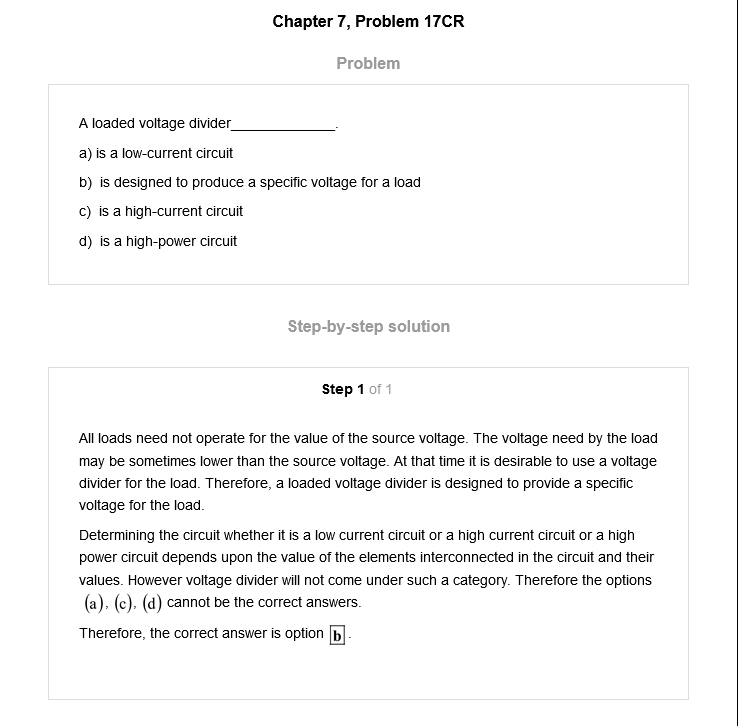 Chapter 7, Problem 17CR
Problem
A loaded voltage divider_____________.
a) is a low-current circuit
b) is designed to produce a specific voltage for a load
c) is a high-current circuit
d) is a high-power circuit
Step-by-step solution
Step 1 of 1
All loads need not operate for the value of the source voltage. The voltage need by the load
may be sometimes lower than the source voltage. At that time it is desirable to use a voltage
divider for the load. Therefore, a loaded voltage divider is designed to provide a specific
voltage for the load.
Determining the circuit whether it is a low current circuit or a high current circuit or a high
power circuit depends upon the value of the elements interconnected in the circuit and their
values. However voltage divider will not come under such a category. Therefore the options
(a), (c), (d) cannot be the correct answers.
Therefore, the correct answer is option b.